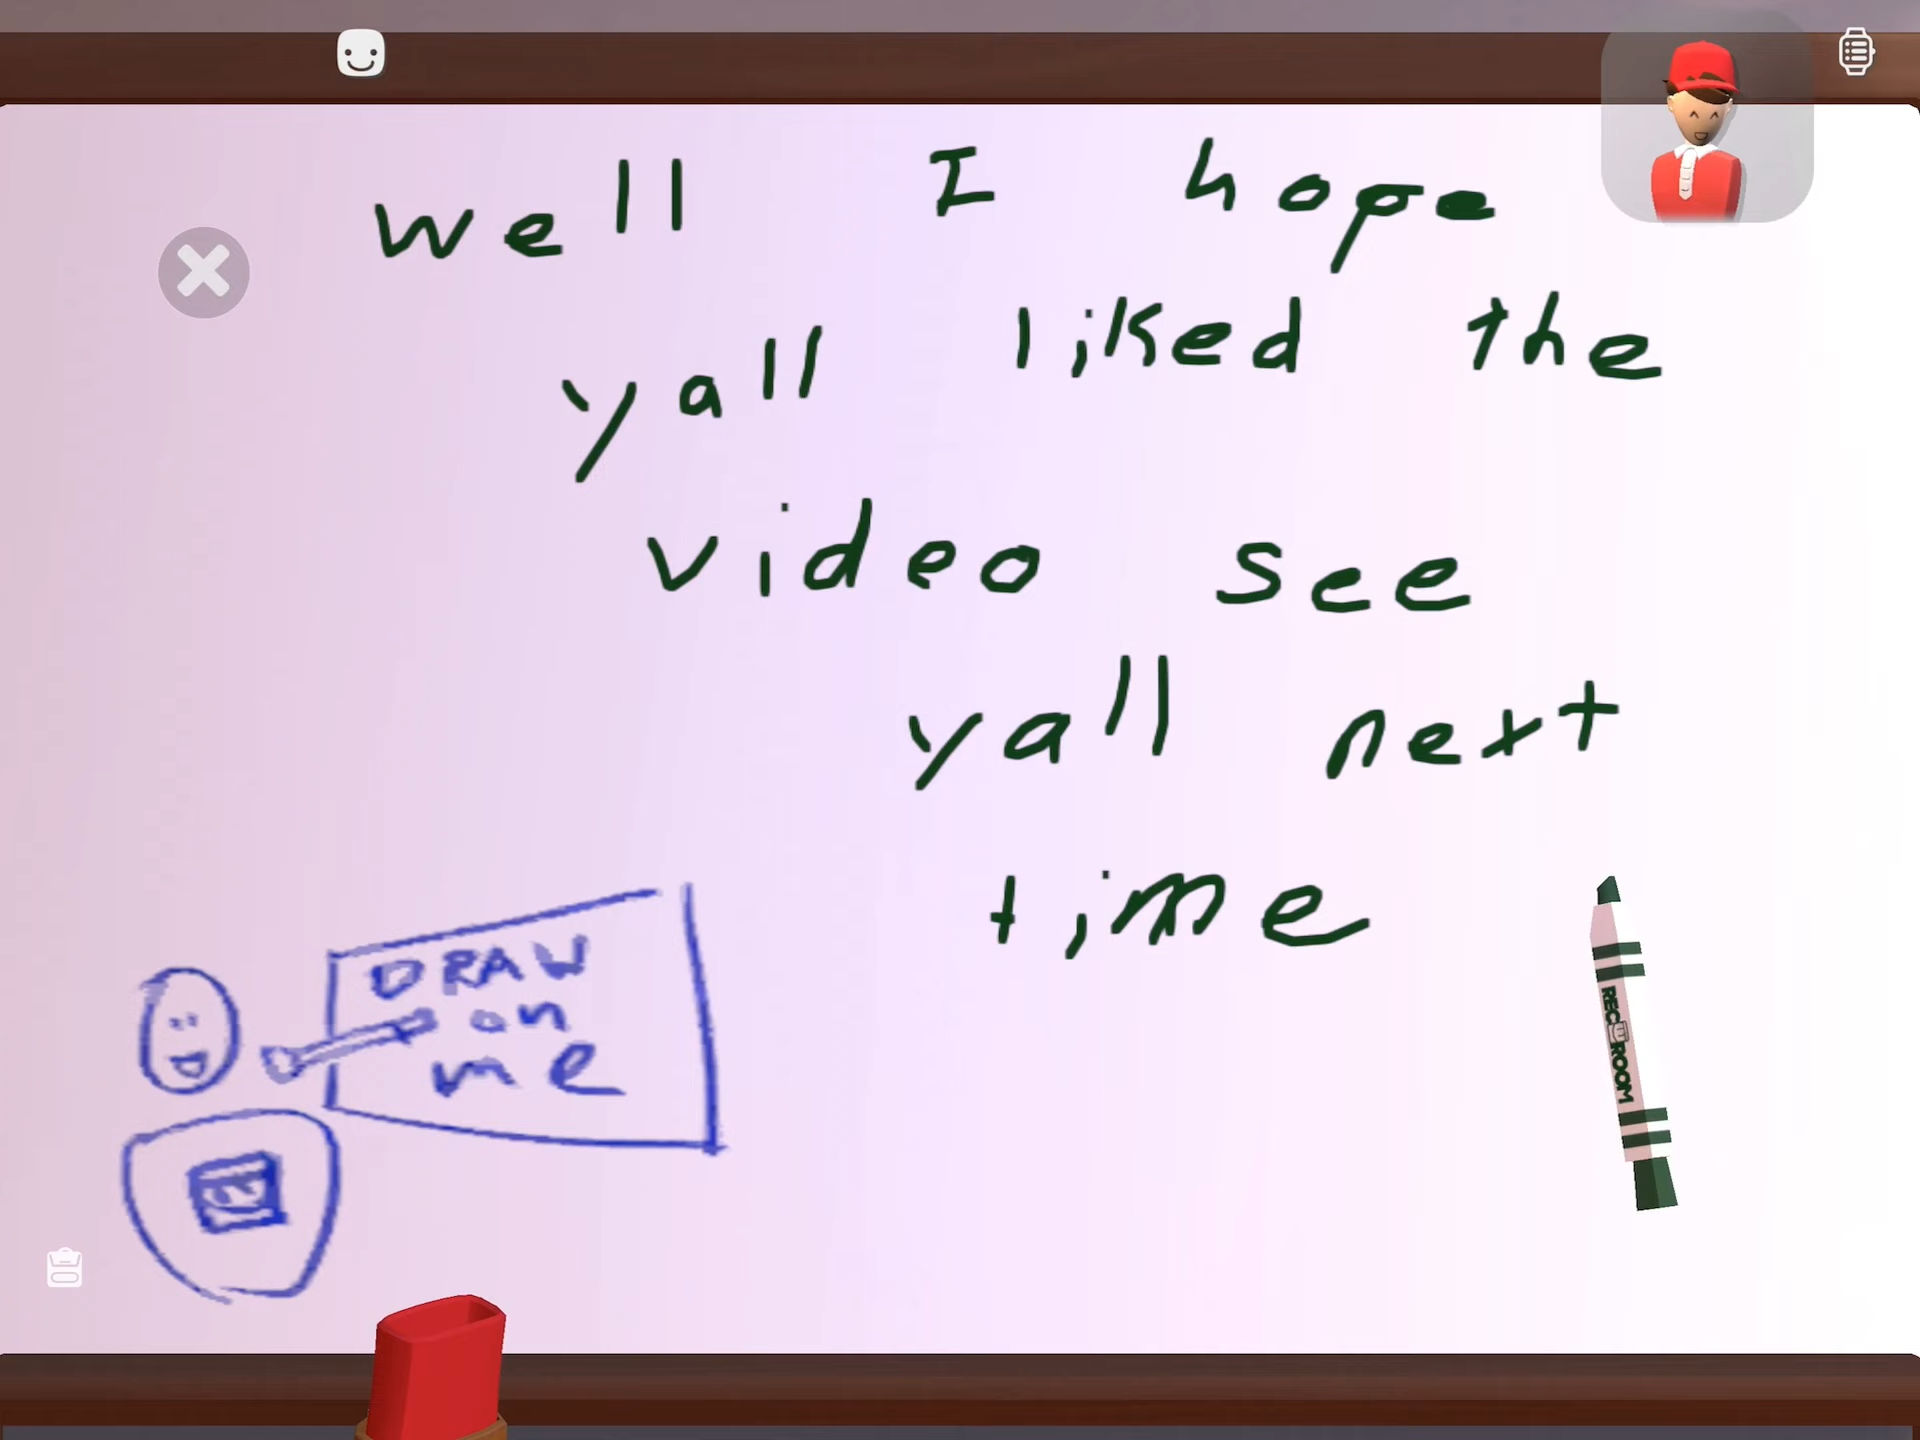 well I hope
yall liked the
video see
yall next
time
DRAW
on
me
REC ROOM